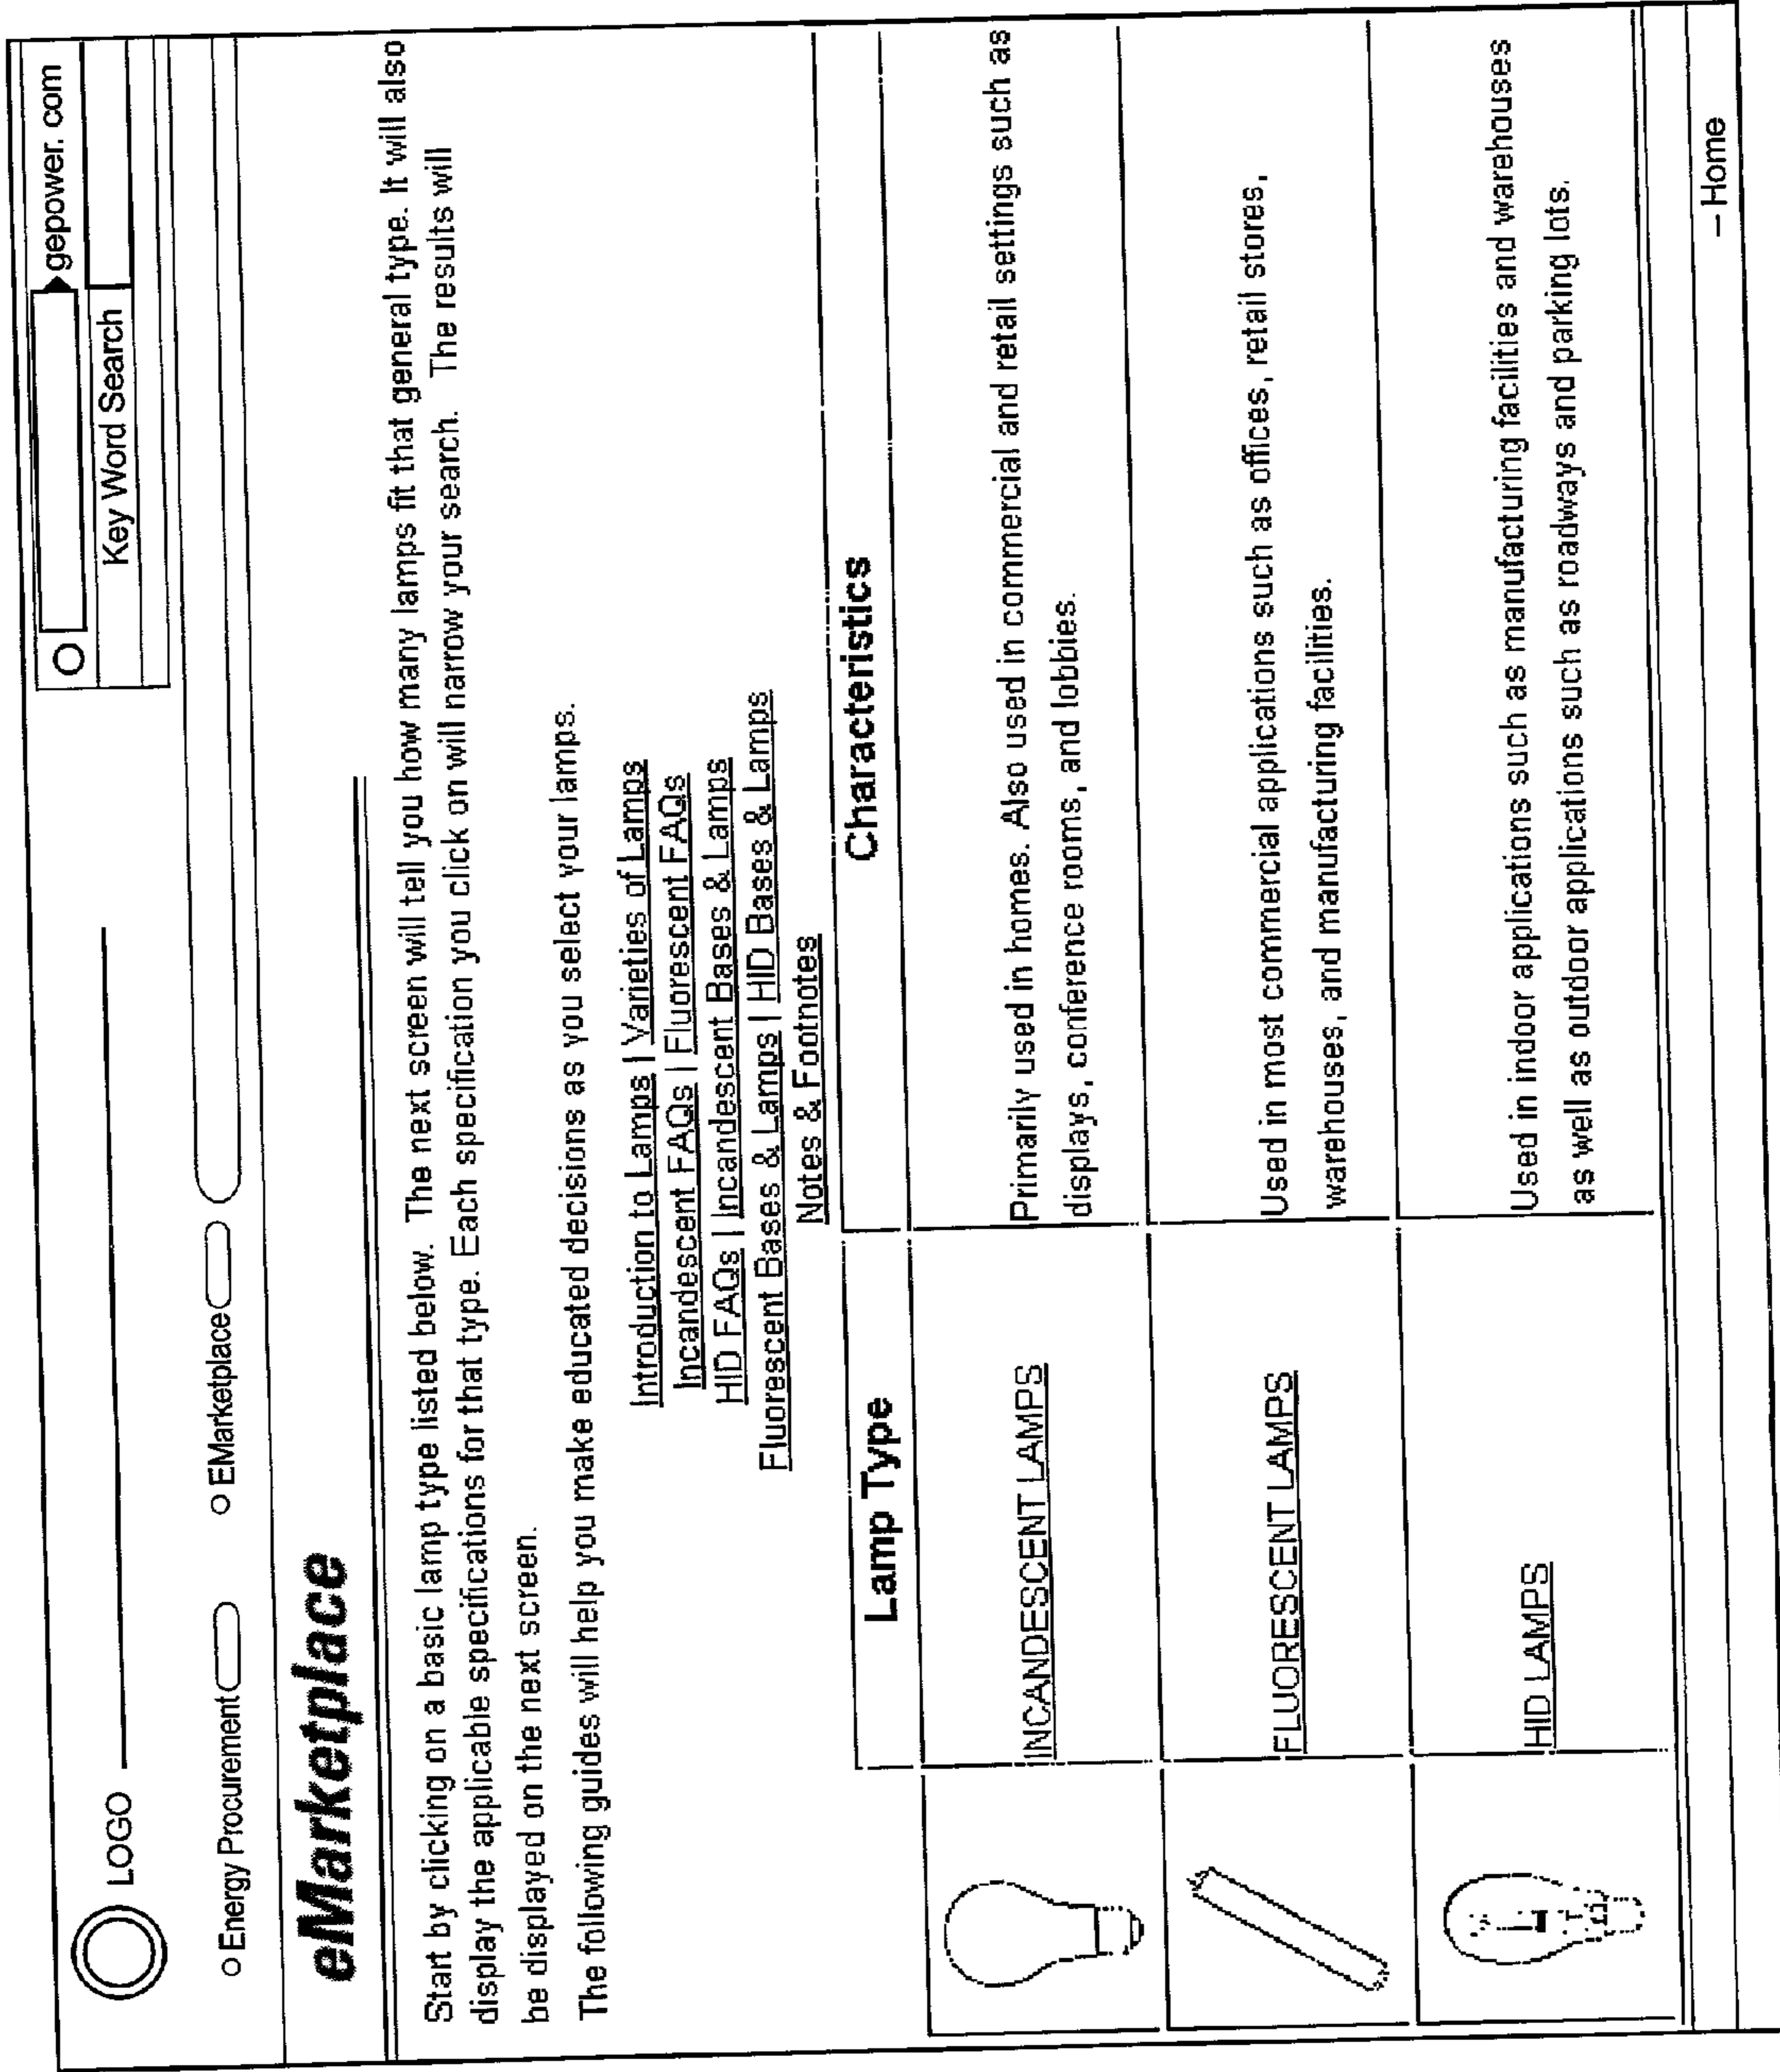 LOGO
gepower. com
Key Word Search
Energy Procurement
EMarketplace
eMarketplace
Start by clicking on a basic lamp type listed below. The next screen will tell you how many lamps fit that general type. It will also
display the applicable specifications for that type. Each specification you click on will narrow your search. The results will
be displayed on the next screen.
The following guides will help you make educated decisions as you select your lamps.
Introduction to Lamps | Varieties of Lamps
Incandescent FAQs | Fluorescent FAQs
HID FAQs | Incandescent Bases & Lamps
Fluorescent Bases & Lamps | HID Bases & Lamps
Notes & Footnotes
Lamp Type
Characteristics
INCANDESCENT LAMPS
Primarily used in homes. Also used in commercial and retail settings such as
displays, conference rooms, and lobbies.
FLUORESCENT LAMPS
Used in most commercial applications such as offices, retail stores,
warehouses, and manufacturing facilities.
HID LAMPS
Used in indoor applications such as manufacturing facilities and warehouses
as well as outdoor applications such as roadways and parking lots.
– Home